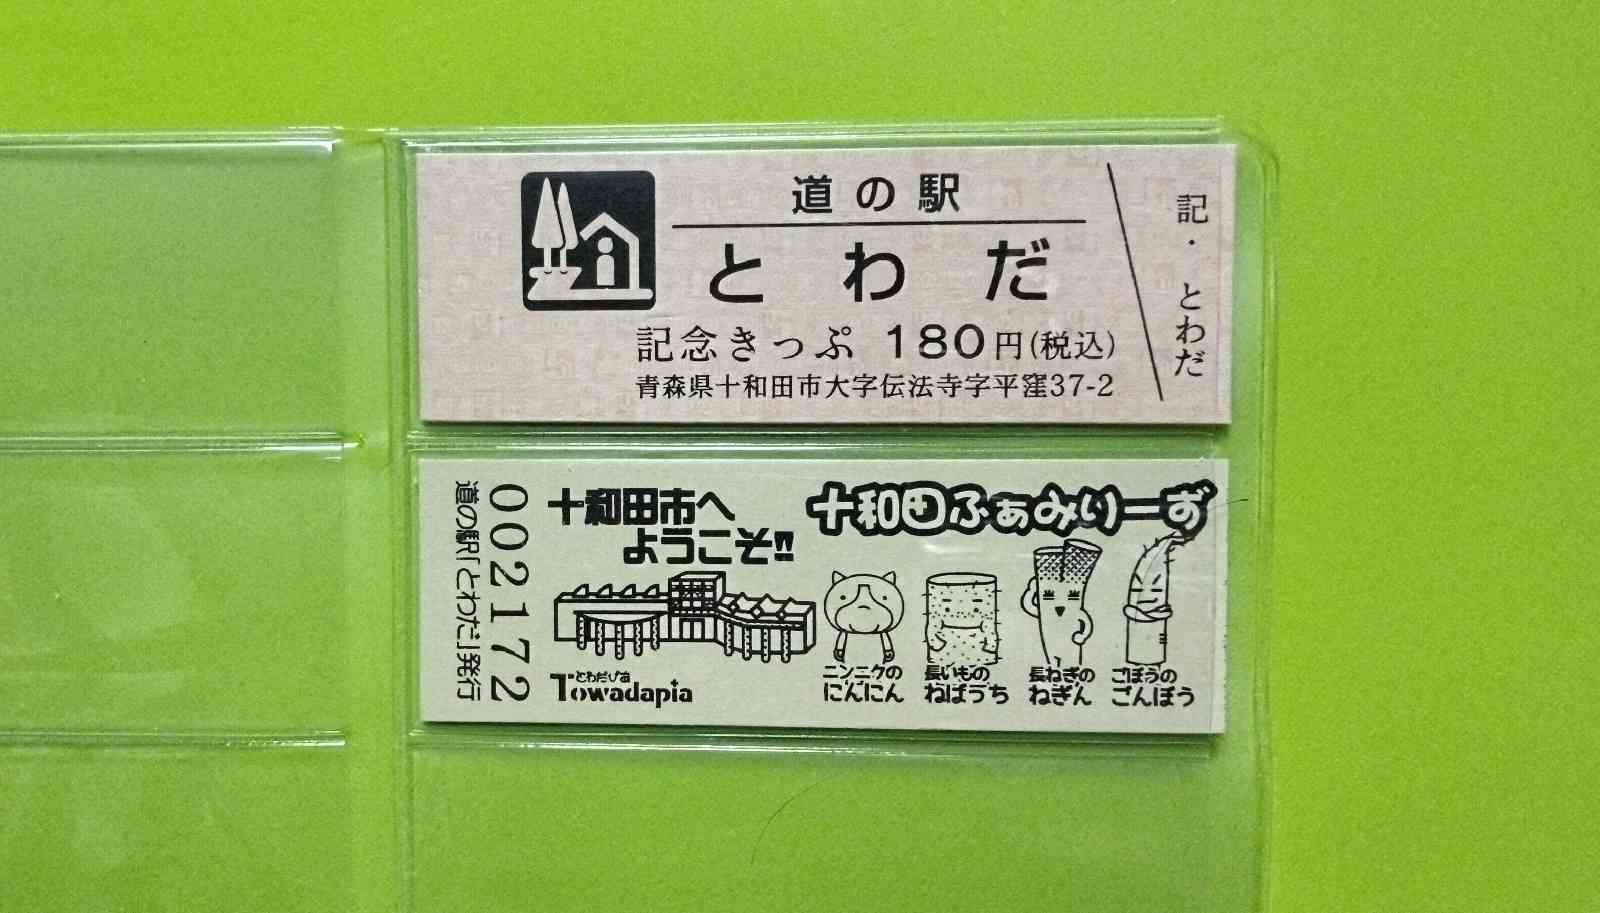 道の駅
とわだ
記念きっぷ 180円(税込)
青森県十和田市大字伝法寺字平窪37-2
記・とわだ
002172
道の駅「とわだ」発行
十和田市へ
ようこそ!!
とわだぴあ
Towadapia
十和田ふぁみりーず
ニンニクの
にんにん
長いもの
ねばうち
長ねぎの
ねぎん
ごぼうの
ごんぼう